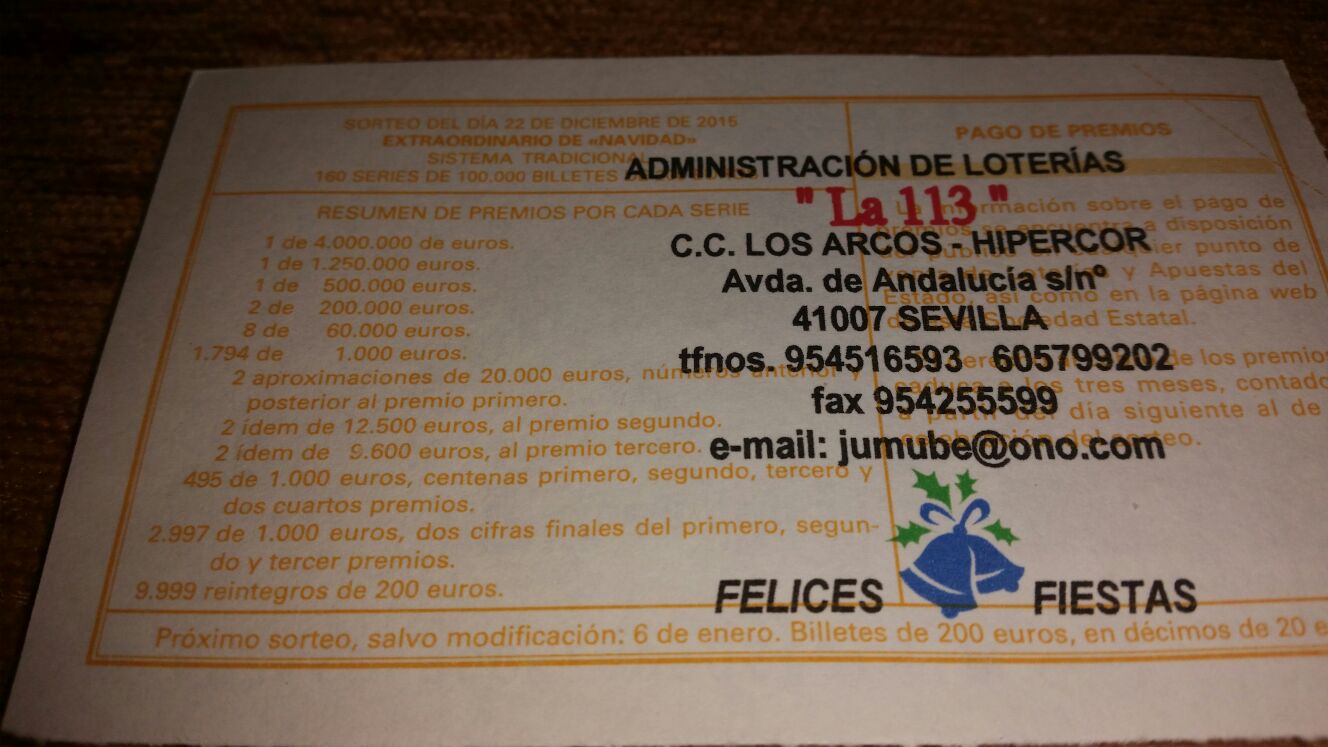 SORTEO DEL DÍA 22 DE DICIEMBRE DE 2015
EXTRAORDINARIO DE «NAVIDAD»
SISTEMA TRADICIONAL
160 SERIES DE 100.000 BILLETES
RESUMEN DE PREMIOS POR CADA SERIE
1 de 4.000.000 de euros.
1 de 1.250.000 euros.
1 de 500.000 euros.
2 de 200.000 euros.
8 de 60.000 euros.
1.794 de 1.000 euros.
2 aproximaciones de 20.000 euros, números anterior y
posterior al premio primero.
2 ídem de 12.500 euros, al premio segundo.
2 ídem de 9.600 euros, al premio tercero.
495 de 1.000 euros, centenas primero, segundo, tercero y
dos cuartos premios.
2.997 de 1.000 euros, dos cifras finales del primero, segun-
do y tercer premios.
9.999 reintegros de 200 euros.
PAGO DE PREMIOS
La información sobre el pago de
premios se encuentra a disposición
del público en cualquier punto de
y Apuestas del
Estado, así como en la página web
Sociedad Estatal.
de los premios
caduca a los tres meses, contado
a partir del día siguiente al de
del sorteo.
ADMINISTRACIÓN DE LOTERÍAS
" La 113 "
C.C. LOS ARCOS - HIPERCOR
Avda. de Andalucía s/nº
41007 SEVILLA
tfnos. 954516593 605799202
fax 954255599
e-mail: jumube@ono.com
FELICES FIESTAS
Próximo sorteo, salvo modificación: 6 de enero. Billetes de 200 euros, en décimos de 20 e